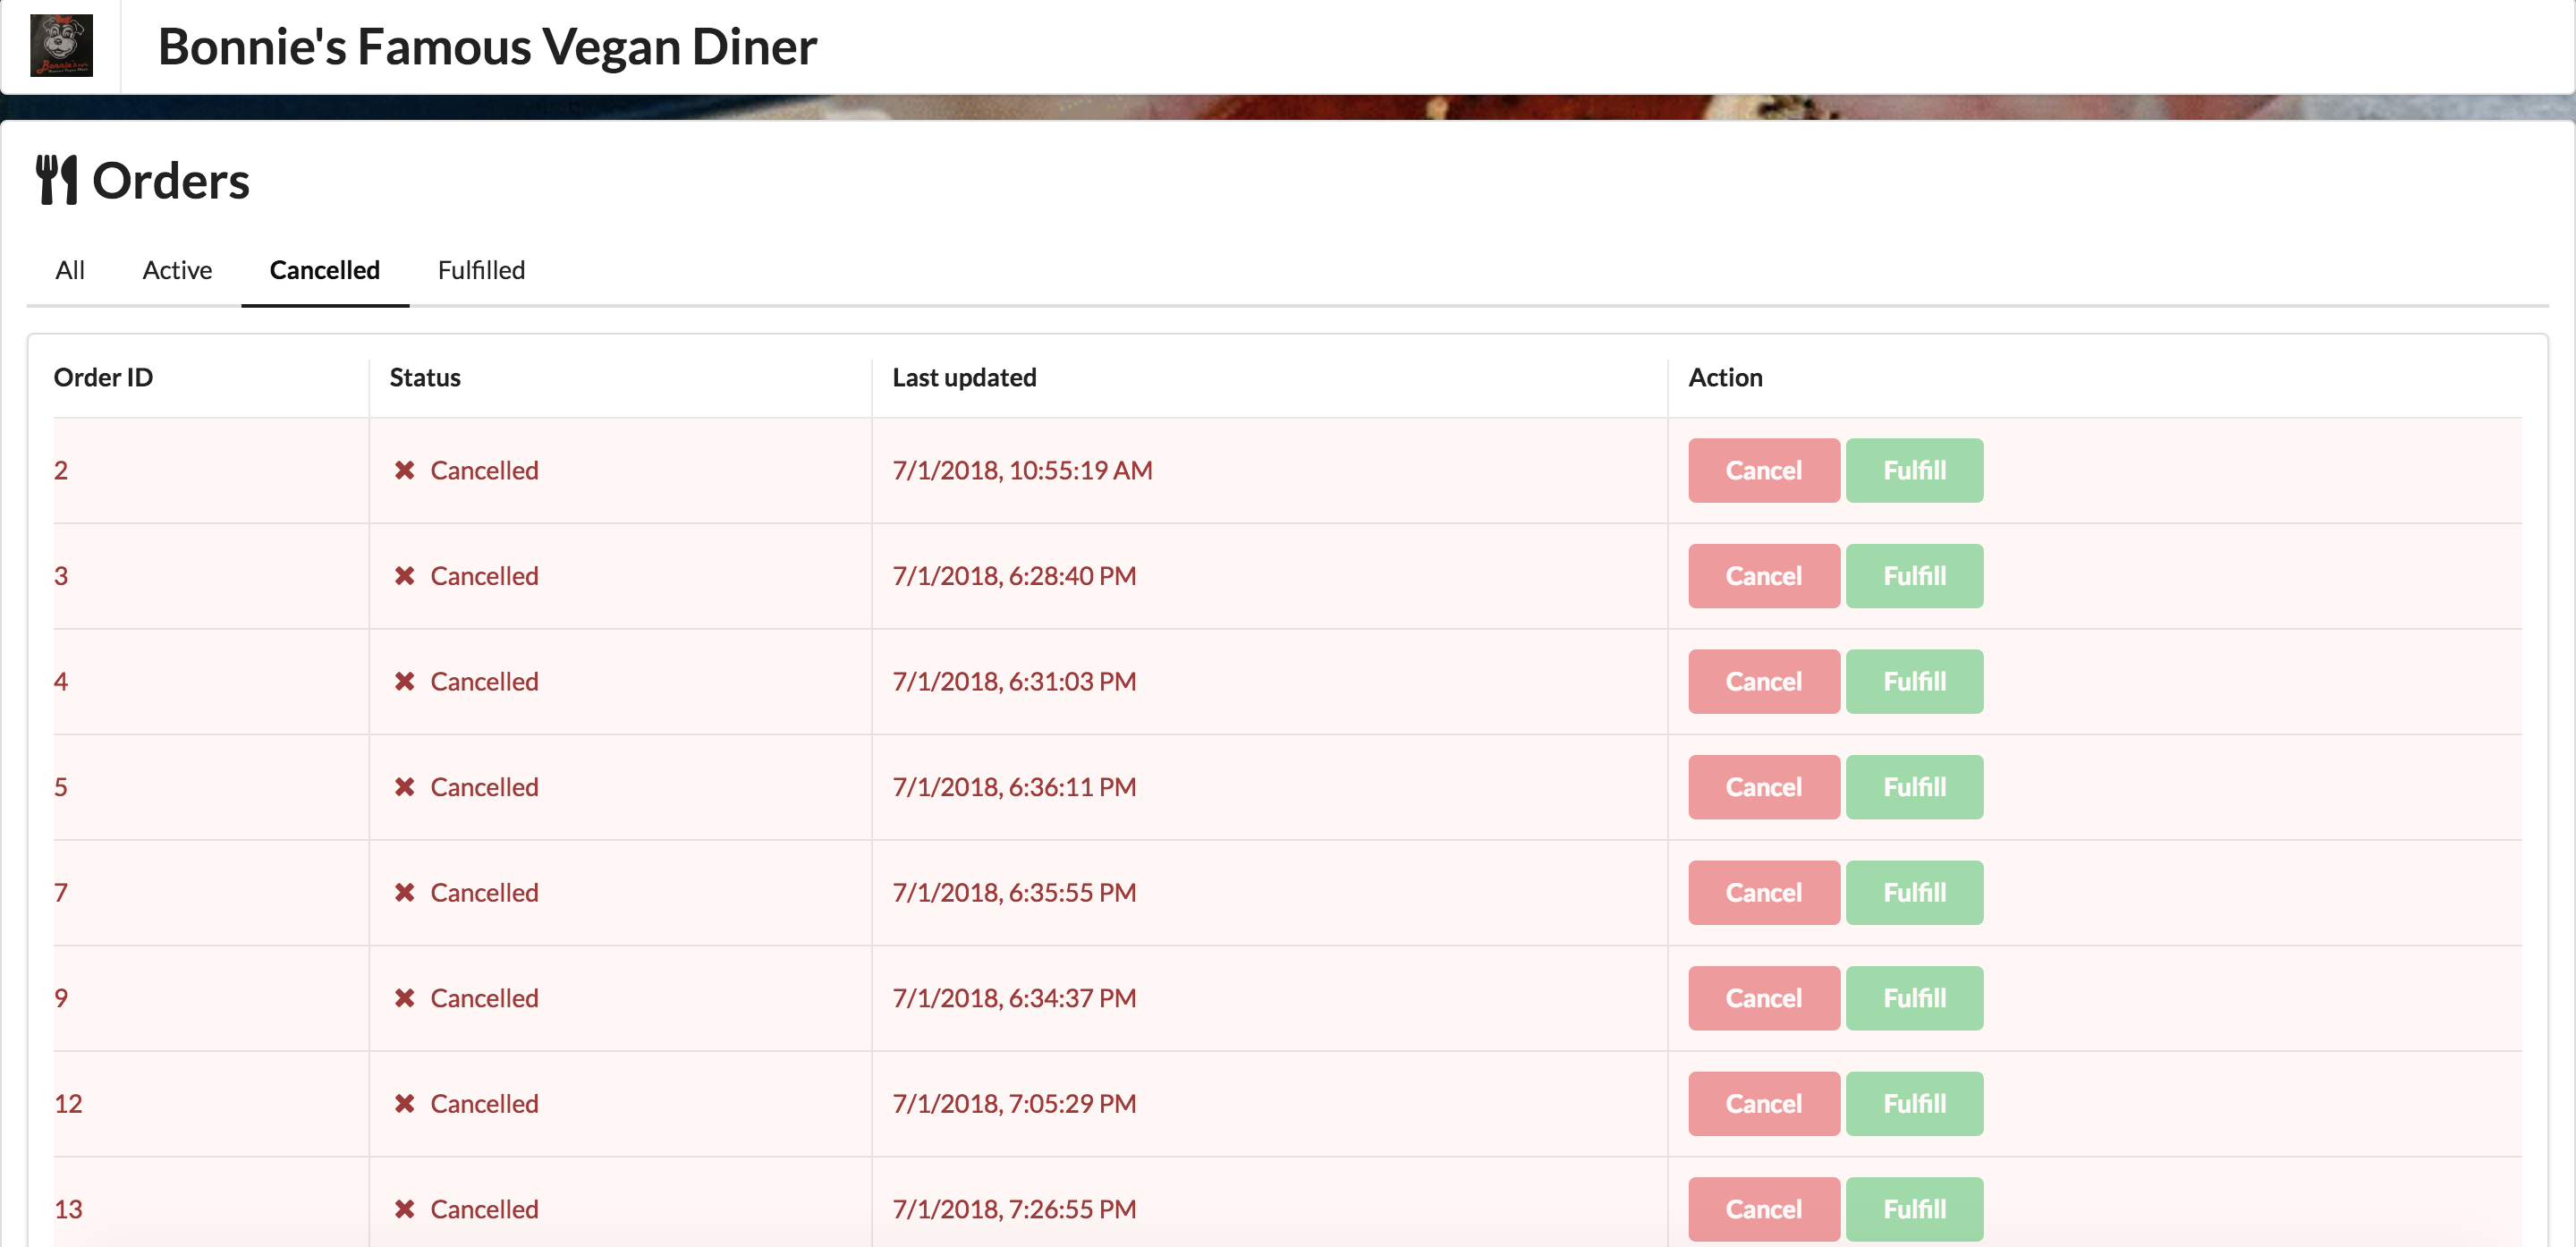 Bonnie's
Bonnie's Famous Vegan Diner
Orders
All Active Cancelled Fulfilled
Order ID Status Last updated Action
2 Cancelled 7/1/2018, 10:55:19 AM Cancel Fulfill
3 Cancelled 7/1/2018, 6:28:40 PM Cancel Fulfill
4 Cancelled 7/1/2018, 6:31:03 PM Cancel Fulfill
5 Cancelled 7/1/2018, 6:36:11 PM Cancel Fulfill
7 Cancelled 7/1/2018, 6:35:55 PM Cancel Fulfill
9 Cancelled 7/1/2018, 6:34:37 PM Cancel Fulfill
12 Cancelled 7/1/2018, 7:05:29 PM Cancel Fulfill
13 Cancelled 7/1/2018, 7:26:55 PM Cancel Fulfill